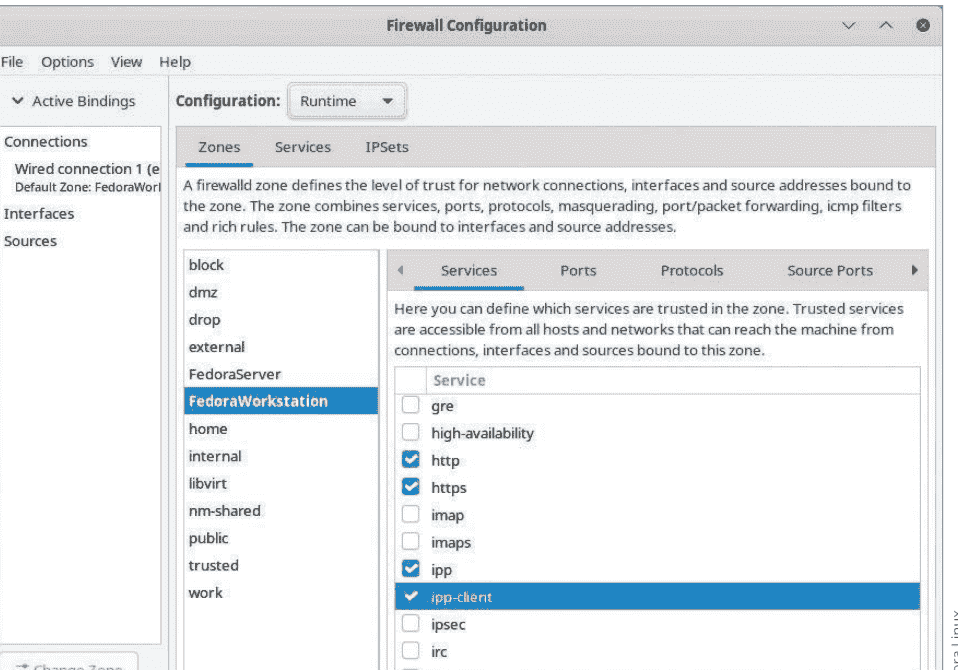 Firewall Configuration
File Options View Help
Active Bindings
Configuration: Runtime
Connections
Wired connection 1 (e
Default Zone: FedoraWorl
Interfaces
Sources
Zones Services IPSets
A firewalld zone defines the level of trust for network connections, interfaces and source addresses bound to
the zone. The zone combines services, ports, protocols, masquerading, port/packet forwarding, icmp filters
and rich rules. The zone can be bound to interfaces and source addresses.
block
dmz
drop
external
FedoraServer
FedoraWorkstation
home
internal
libvirt
nm-shared
public
trusted
work
Services Ports Protocols Source Ports
Here you can define which services are trusted in the zone. Trusted services
are accessible from all hosts and networks that can reach the machine from
connections, interfaces and sources bound to this zone.
Service
gre
high-availability
http
https
imap
imaps
ipp
ipp-client
ipsec
irc
Change Zone
ora Linux